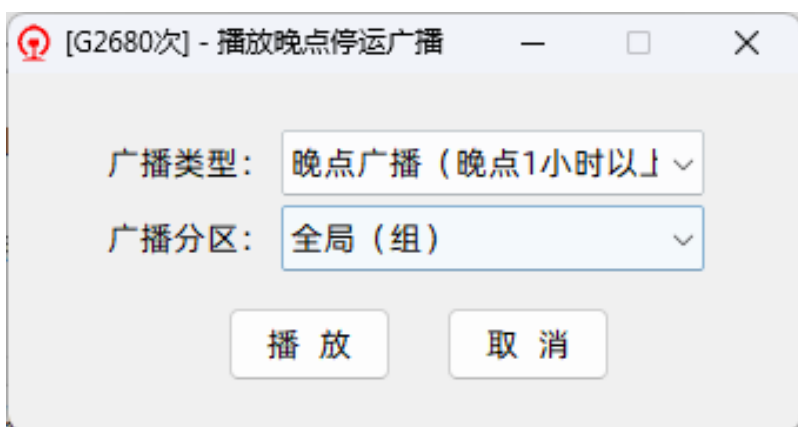 [G2680次] - 播放晚点停运广播
广播类型： 晚点广播（晚点1小时以上
广播分区： 全局（组）
播 放 取 消